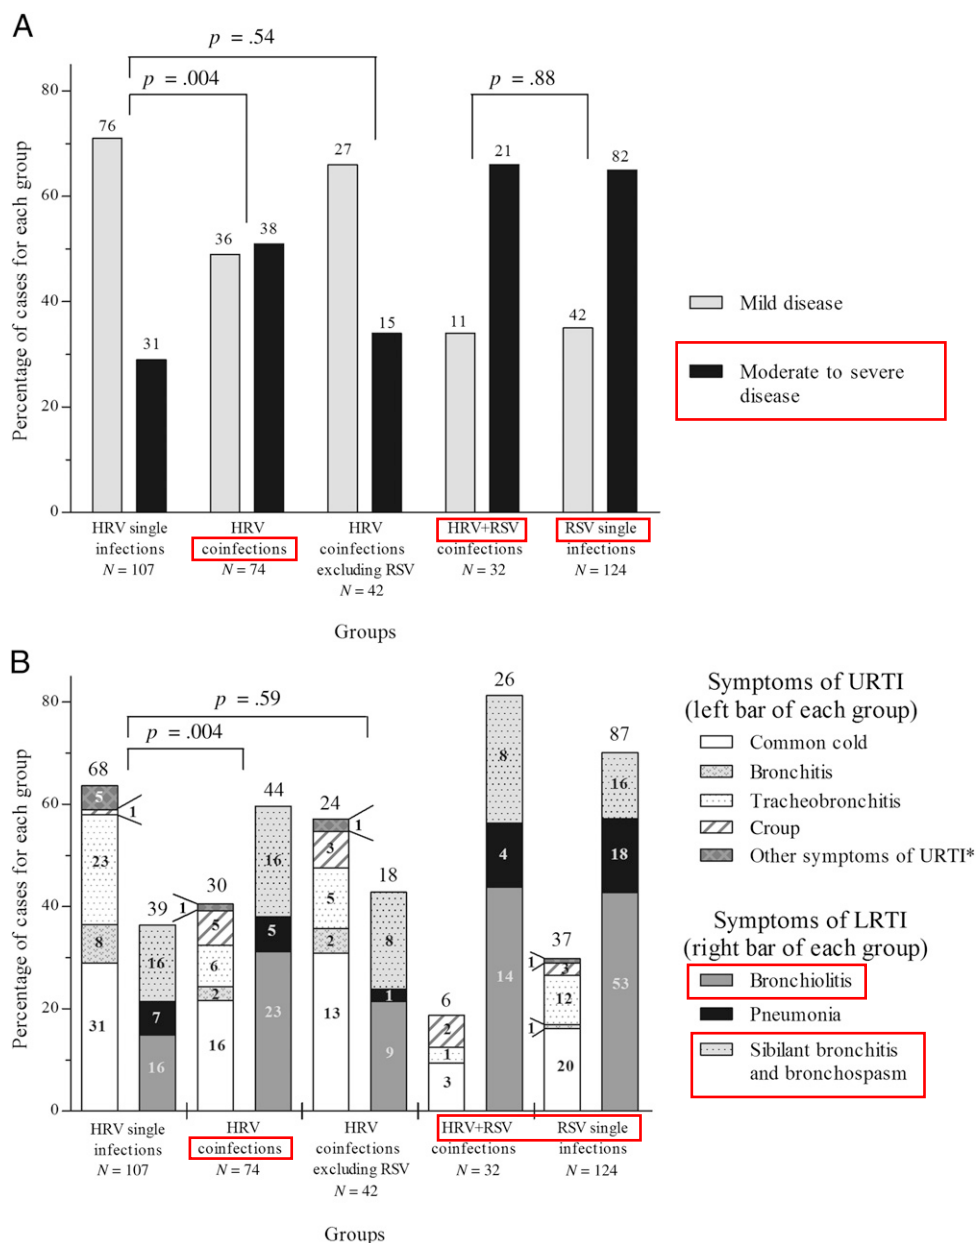 A
p = .54
p = .004
p = .88
Percentage of cases for each group
80
60
40
20
0
76
31
36
38
27
15
11
21
42
82
Mild disease
Moderate to severe
disease
HRV single
infections
N = 107
HRV
coinfections
N = 74
HRV
coinfections
excluding RSV
N = 42
HRV+RSV
coinfections
N = 32
RSV single
infections
N = 124
Groups
B
p = .59
p = .004
Percentage of cases for each group
80
60
40
20
0
68
5
1
23
8
31
39
16
7
16
30
1
5
6
2
16
44
16
5
23
24
1
3
5
2
13
18
8
1
9
6
2
1
3
26
8
4
14
37
1
3
12
1
20
87
16
18
53
Symptoms of URTI
(left bar of each group)
Common cold
Bronchitis
Tracheobronchitis
Croup
Other symptoms of URTI*
Symptoms of LRTI
(right bar of each group)
Bronchiolitis
Pneumonia
Sibilant bronchitis
and bronchospasm
HRV single
infections
N = 107
HRV
coinfections
N = 74
HRV
coinfections
excluding RSV
N = 42
HRV+RSV
coinfections
N = 32
RSV single
infections
N = 124
Groups